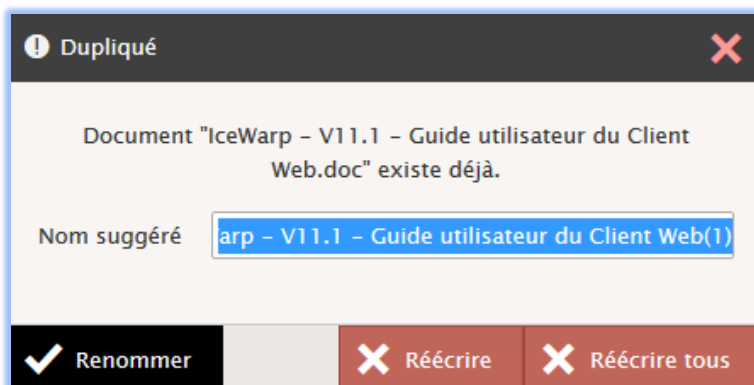 Dupliqué
Document "IceWarp – V11.1 – Guide utilisateur du Client
Web.doc" existe déjà.
Nom suggéré arp – V11.1 – Guide utilisateur du Client Web(1)
Renommer Réécrire Réécrire tous